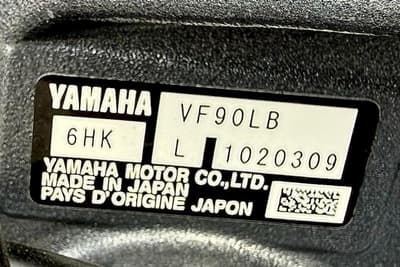 YAMAHA VF90LB
6HK L 1020309
YAMAHA MOTOR CO.,LTD.
MADE IN JAPAN
PAYS D'ORIGINE JAPON